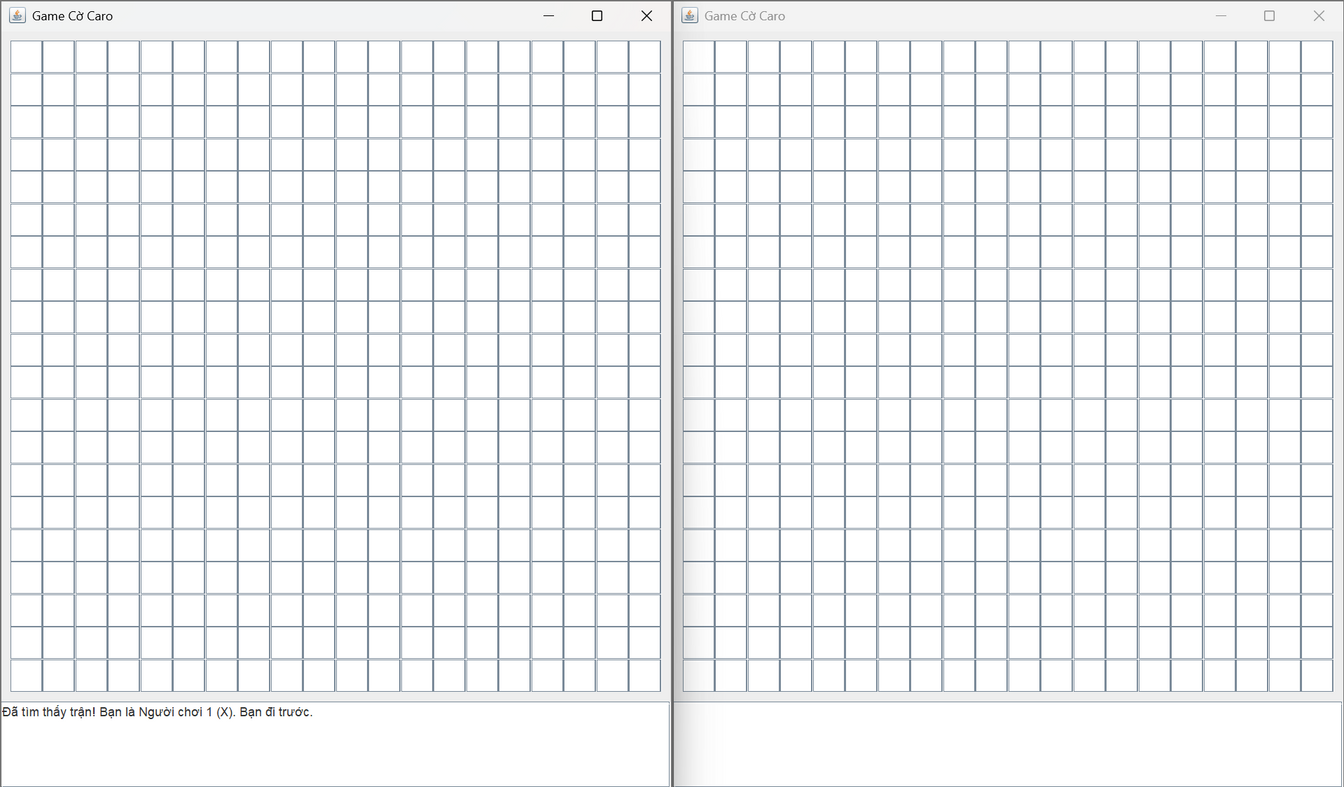 Game Cờ Caro
Game Cờ Caro
Đã tìm thấy trận! Bạn là Người chơi 1 (X). Bạn đi trước.